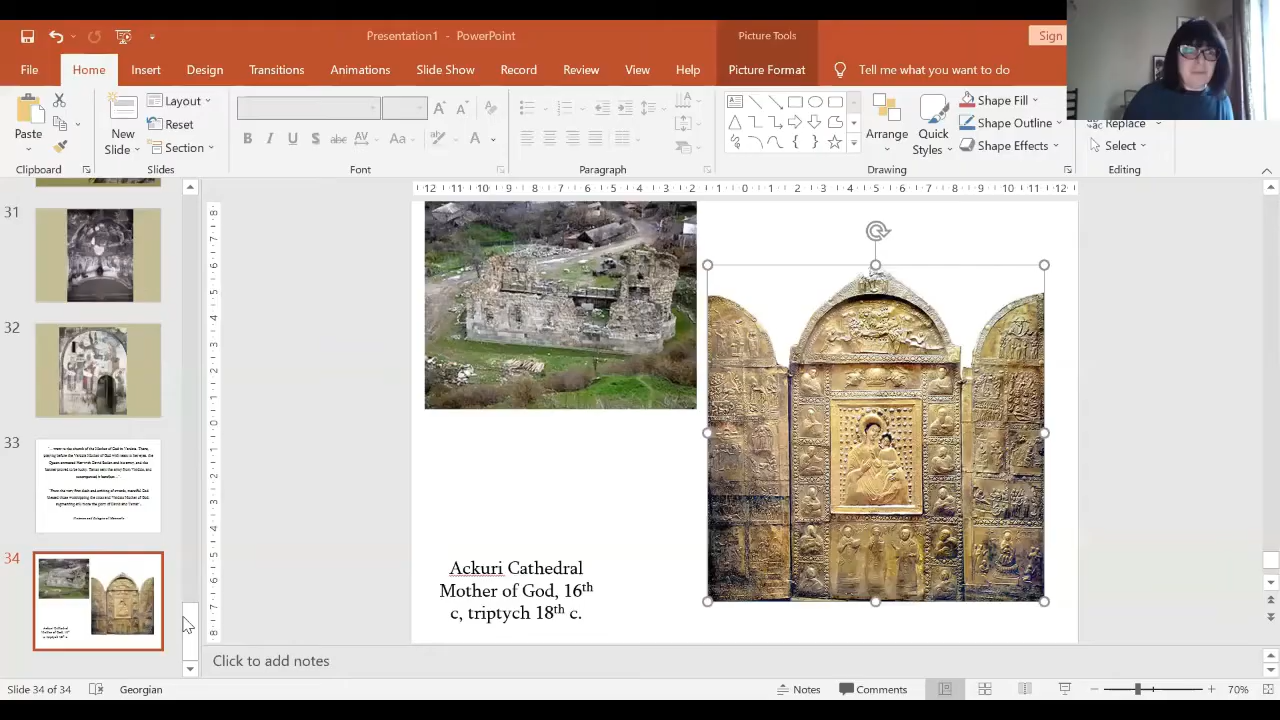 Presentation1 - PowerPoint
Picture Tools
Sign
File
Home
Insert
Design
Transitions
Animations
Slide Show
Record
Review
View
Help
Picture Format
Tell me what you want to do
Paste
New
Slide
Layout
Reset
Section
Arrange
Quick
Styles
Shape Fill
Shape Outline
Shape Effects
Replace
Select
Clipboard
Slides
Font
Paragraph
Drawing
Editing
31
32
33
34
Ackuri Cathedral
Mother of God, 16th
c, triptych 18th c.
Click to add notes
Slide 34 of 34
Georgian
Notes
Comments
70%